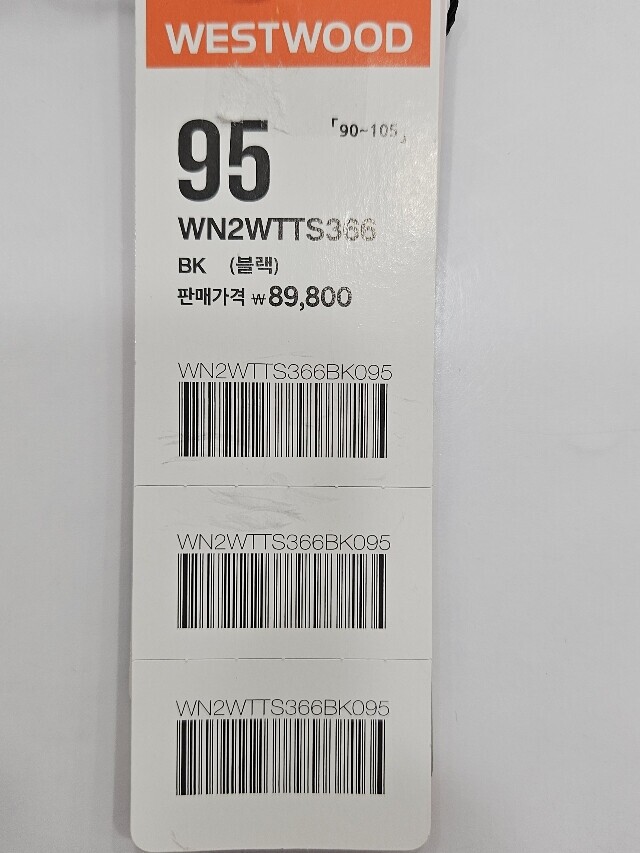 WESTWOOD
95
「90~105」
WN2WTTS366
BK (블랙)
판매가격 ₩89,800
WN2WTTS366BK095
WN2WTTS366BK095
WN2WTTS366BK095